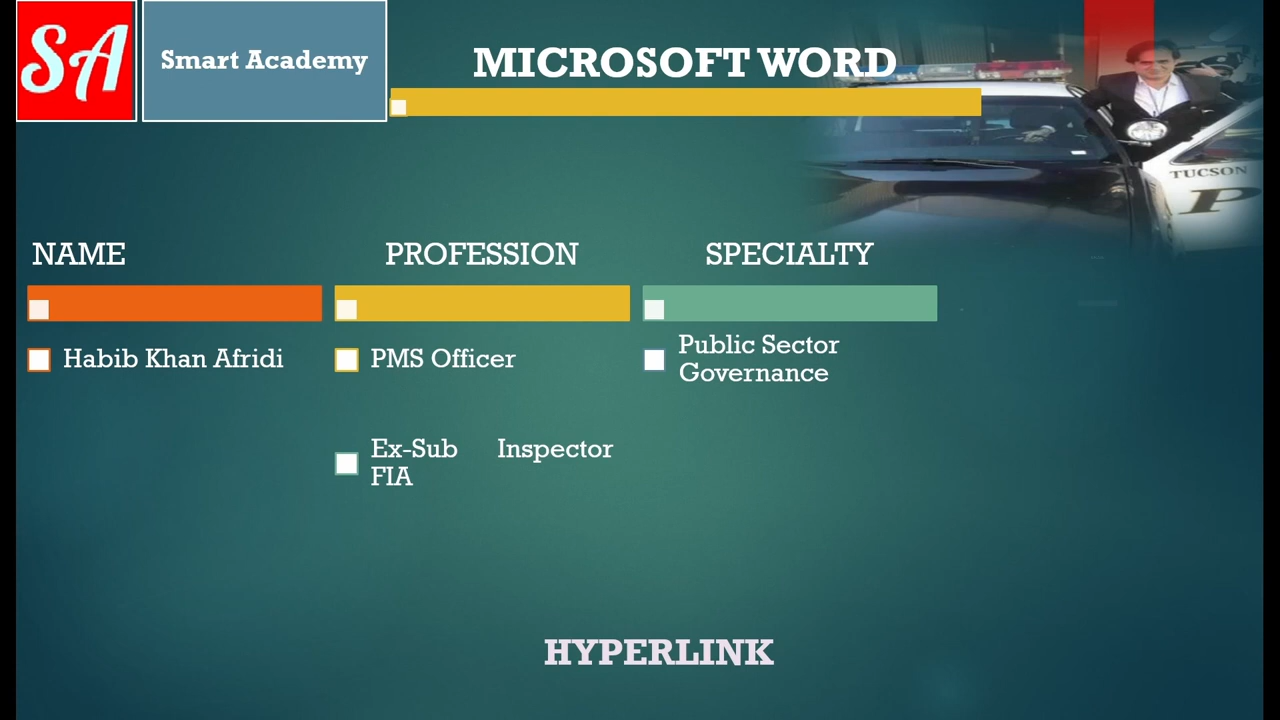 SA
Smart Academy
MICROSOFT WORD
TUCSON
P
NAME
PROFESSION
SPECIALTY
Habib Khan Afridi
PMS Officer
Public Sector
Governance
Ex-Sub Inspector
FIA
HYPERLINK